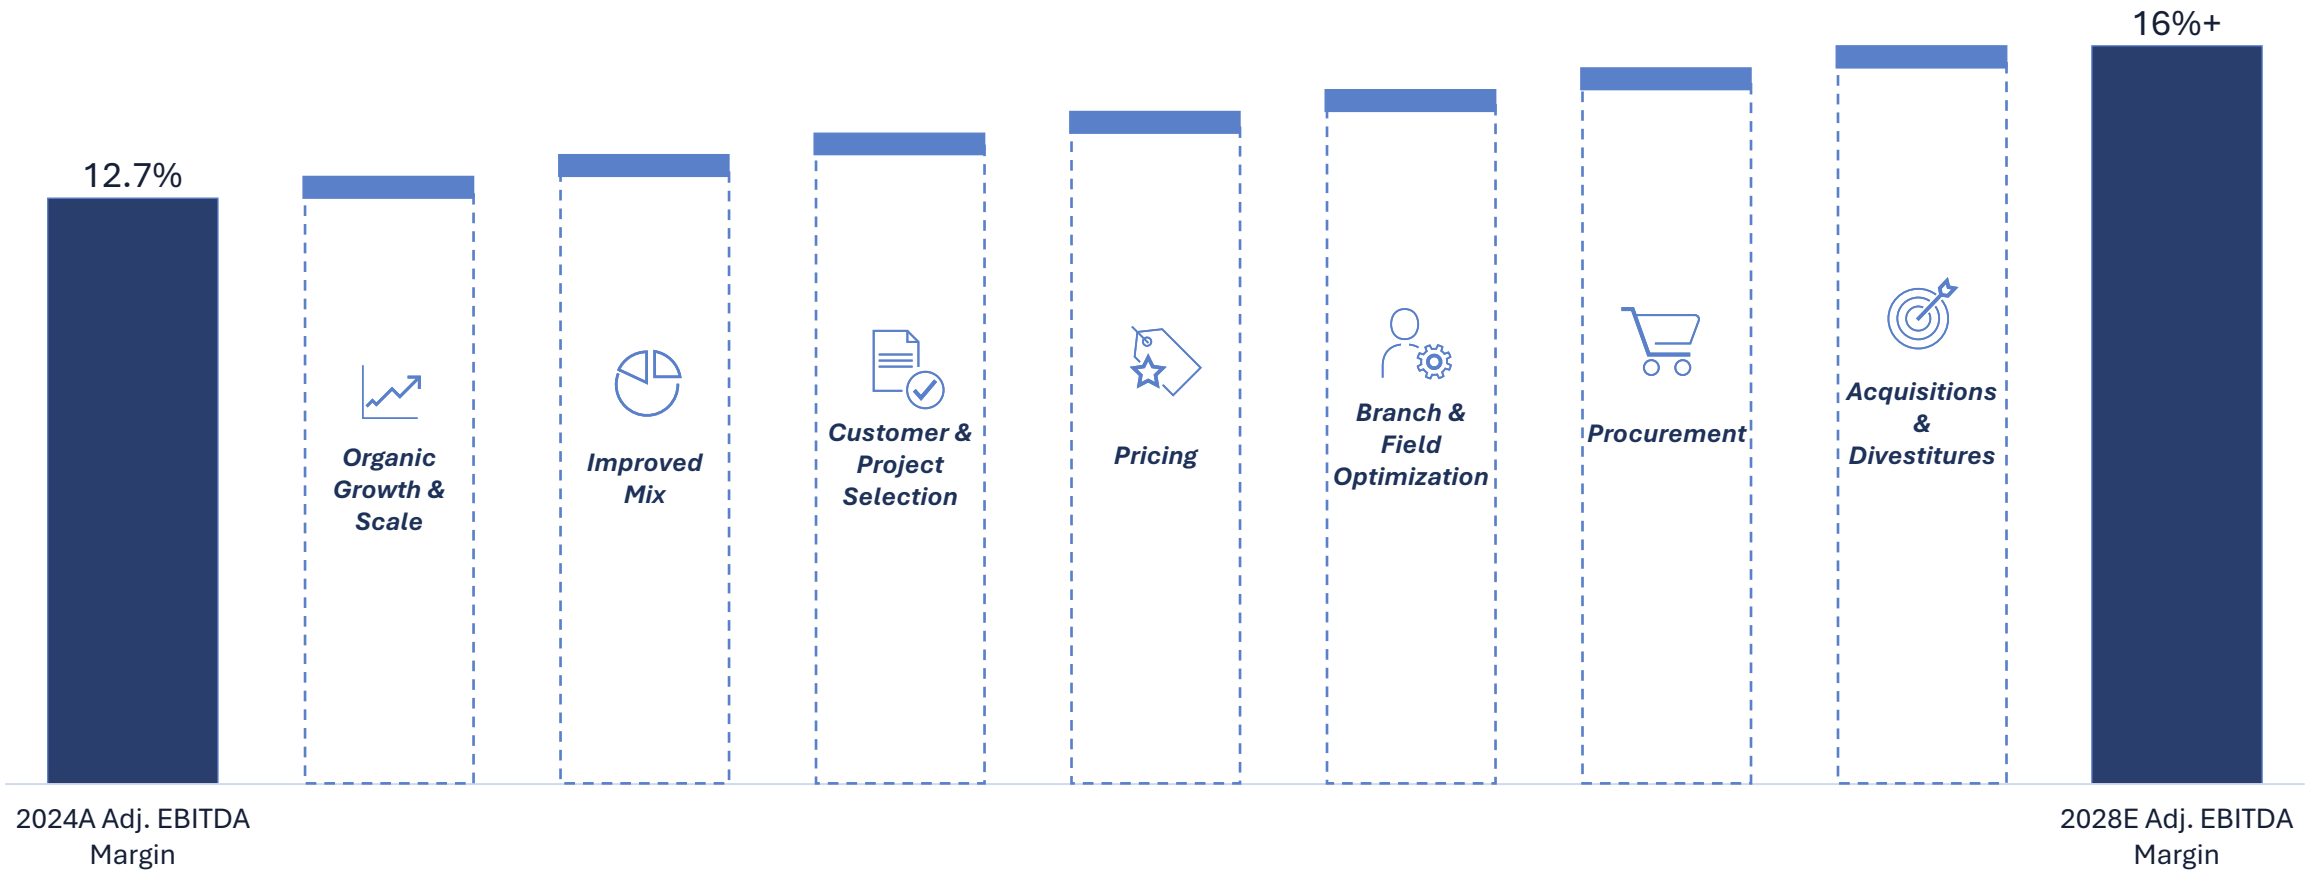 12.7%
2024A Adj. EBITDA
Margin
Organic
Growth &
Scale
Improved
Mix
Customer &
Project
Selection
Pricing
Branch &
Field
Optimization
Procurement
Acquisitions
&
Divestitures
16%+
2028E Adj. EBITDA
Margin